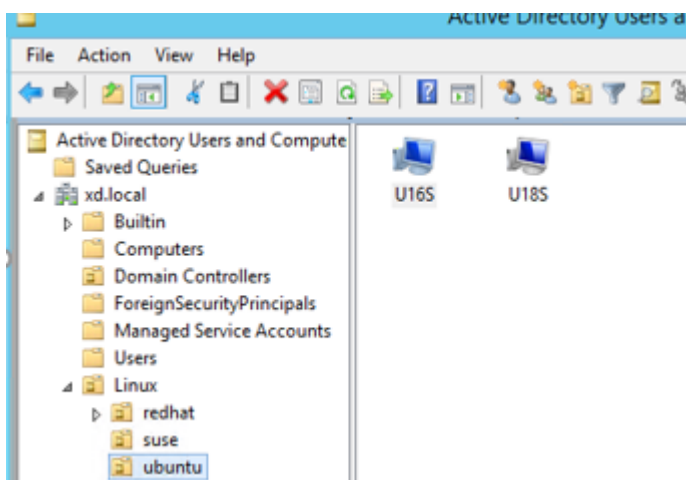 Active Directory Users a
File Action View Help
Active Directory Users and Compute
Saved Queries
xd.local
Builtin
Computers
Domain Controllers
ForeignSecurityPrincipals
Managed Service Accounts
Users
Linux
redhat
suse
ubuntu
U16S U18S